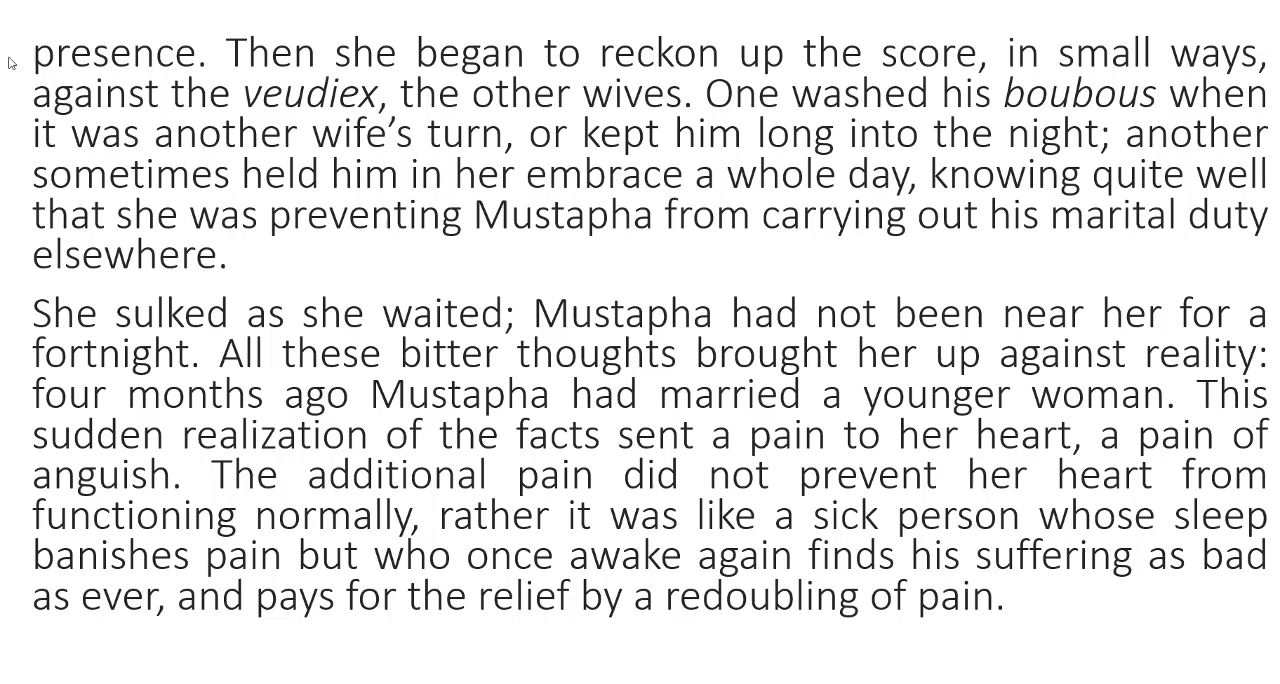 presence. Then she began to reckon up the score, in small ways,
against the veudiex, the other wives. One washed his boubous when
it was another wife’s turn, or kept him long into the night; another
sometimes held him in her embrace a whole day, knowing quite well
that she was preventing Mustapha from carrying out his marital duty
elsewhere.
She sulked as she waited; Mustapha had not been near her for a
fortnight. All these bitter thoughts brought her up against reality:
four months ago Mustapha had married a younger woman. This
sudden realization of the facts sent a pain to her heart, a pain of
anguish. The additional pain did not prevent her heart from
functioning normally, rather it was like a sick person whose sleep
banishes pain but who once awake again finds his suffering as bad
as ever, and pays for the relief by a redoubling of pain.